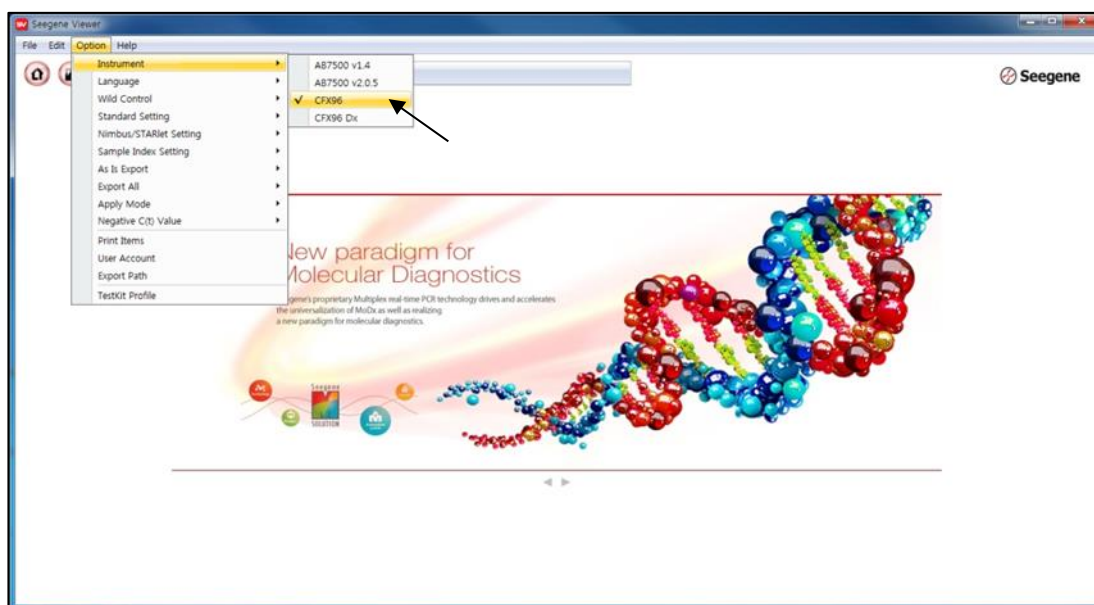 Seegene Viewer
File Edit Option Help
Instrument
Language
Wild Control
Standard Setting
Nimbus/STARlet Setting
Sample Index Setting
As Is Export
Export All
Apply Mode
Negative C(t) Value
Print Items
User Account
Export Path
TestKit Profile
AB7500 v1.4
AB7500 v2.0.5
CFX96
CFX96 Dx
Seegene
New paradigm for
Molecular Diagnostics
Seegene's proprietary Multiplex real-time PCR technology drives and accelerates
the universalization of MoDx as well as realizing
a new paradigm for molecular diagnostics.
Seegene
SOLUTION